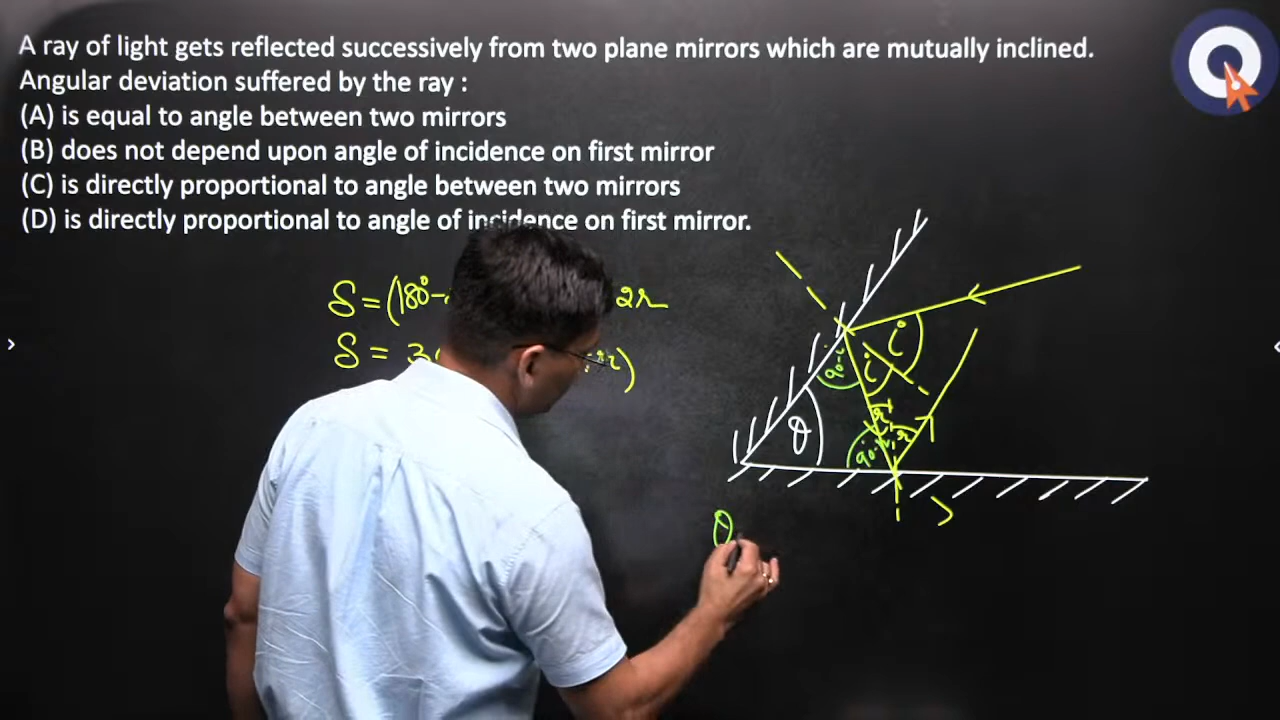 A ray of light gets reflected successively from two plane mirrors which are mutually inclined.
Angular deviation suffered by the ray :
(A) is equal to angle between two mirrors
(B) does not depend upon angle of incidence on first mirror
(C) is directly proportional to angle between two mirrors
(D) is directly proportional to angle of incidence on first mirror.
δ = (180°- 2r
δ = 3 )
i
90-i i
r
θ 90-r r
θ